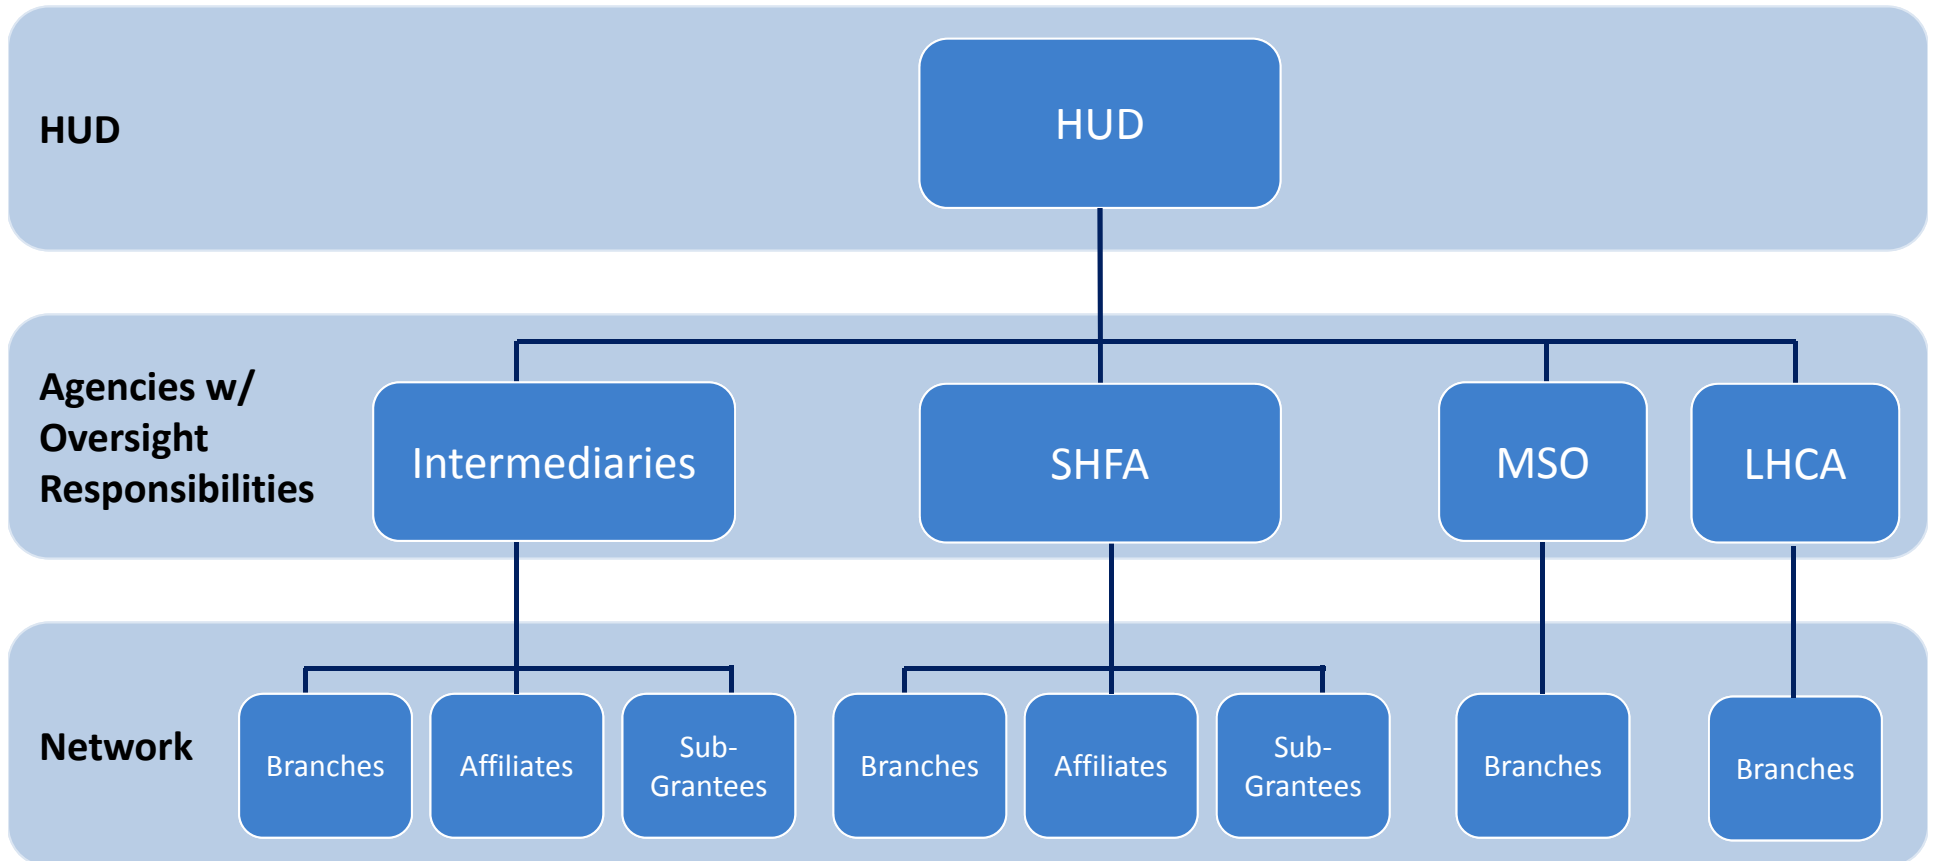 HUD
HUD
Agencies w/
Oversight
Responsibilities
Intermediaries
SHFA
MSO
LHCA
Network
Branches
Affiliates
Sub-
Grantees
Branches
Affiliates
Sub-
Grantees
Branches
Branches